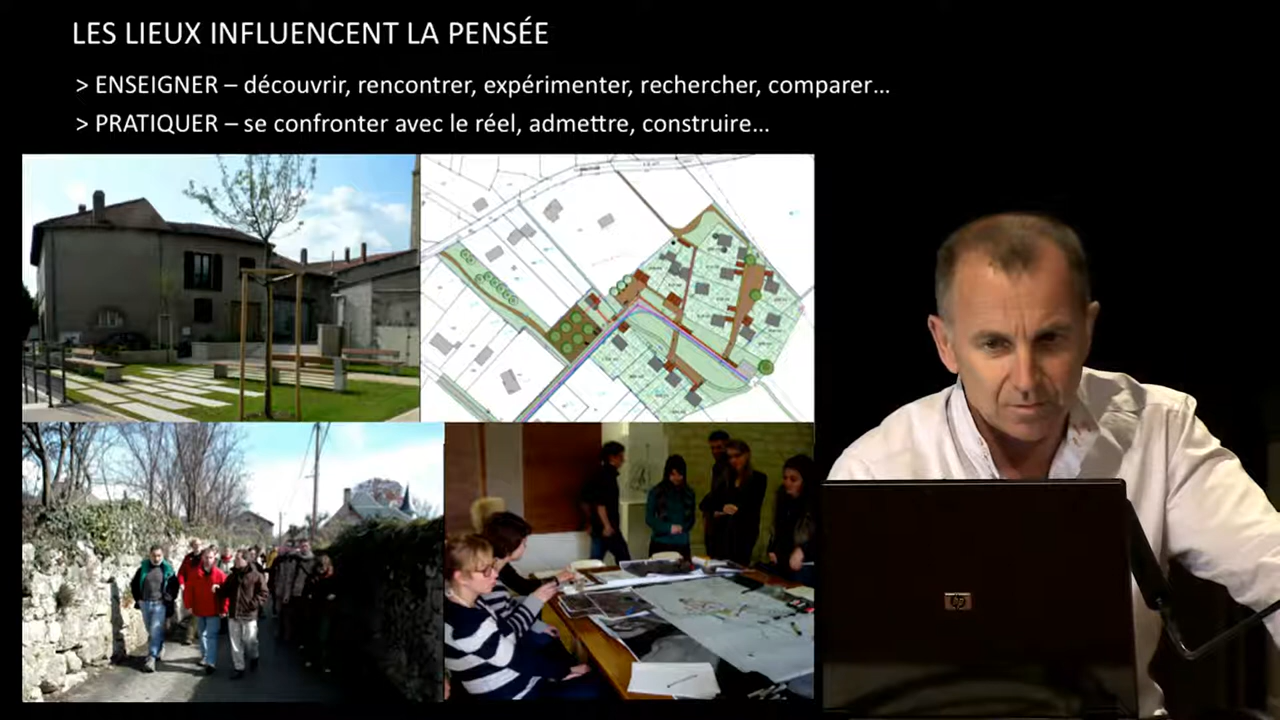 LES LIEUX INFLUENCENT LA PENSÉE
> ENSEIGNER – découvrir, rencontrer, expérimenter, rechercher, comparer...
> PRATIQUER – se confronter avec le réel, admettre, construire...
hp